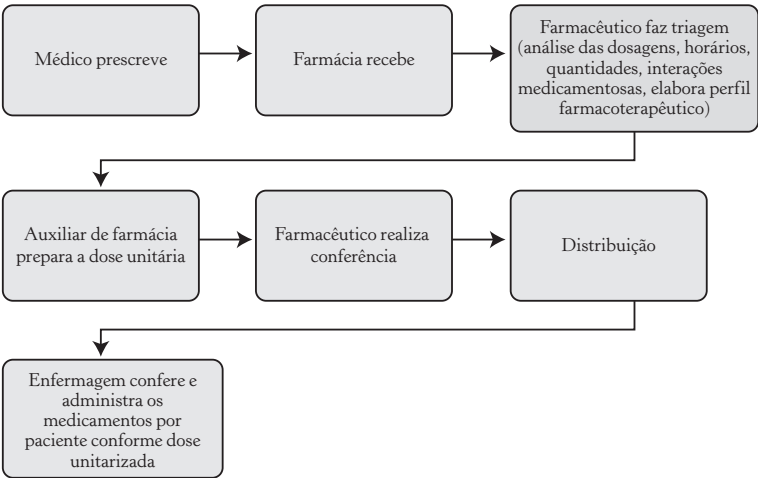 Médico prescreve
Farmácia recebe
Farmacêutico faz triagem
(análise das dosagens, horários,
quantidades, interações
medicamentosas, elabora perfil
farmacoterapêutico)
Auxiliar de farmácia
prepara a dose unitária
Farmacêutico realiza
conferência
Distribuição
Enfermagem confere e
administra os
medicamentos por
paciente conforme dose
unitarizada